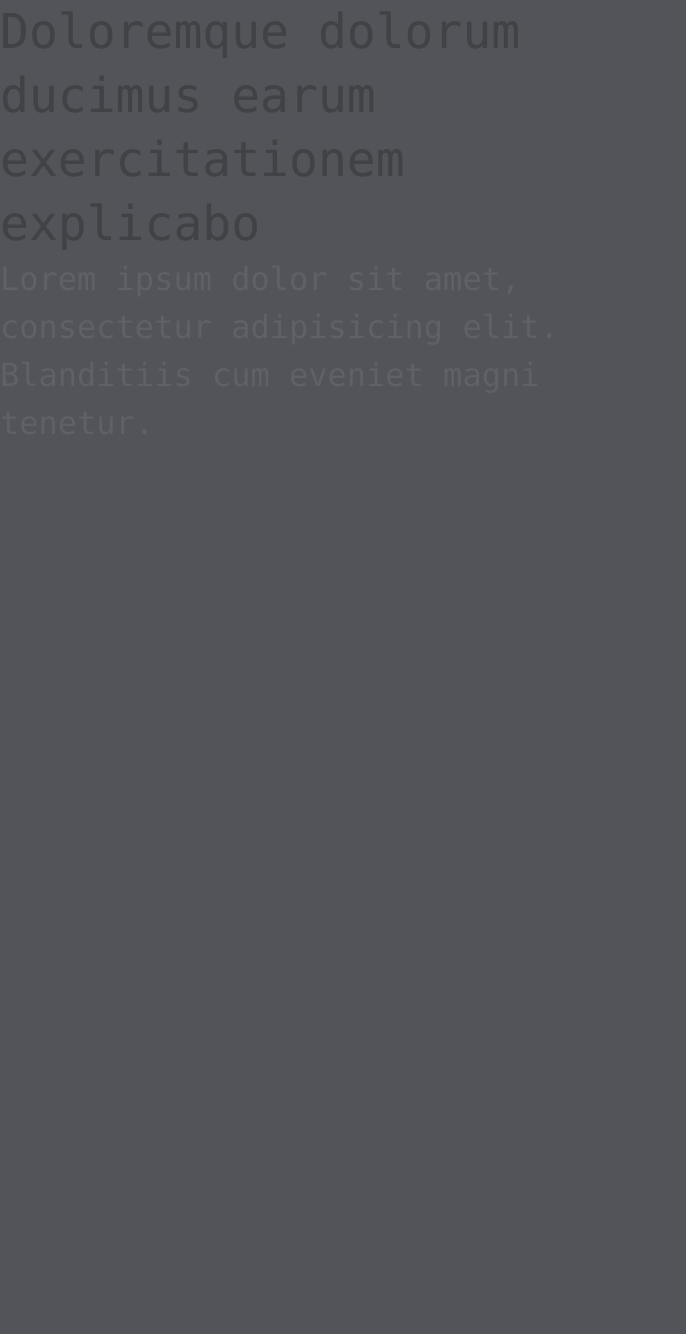 Doloremque dolorum
ducimus earum
exercitationem
explicabo
Lorem ipsum dolor sit amet,
consectetur adipisicing elit.
Blanditiis cum eveniet magni
tenetur.